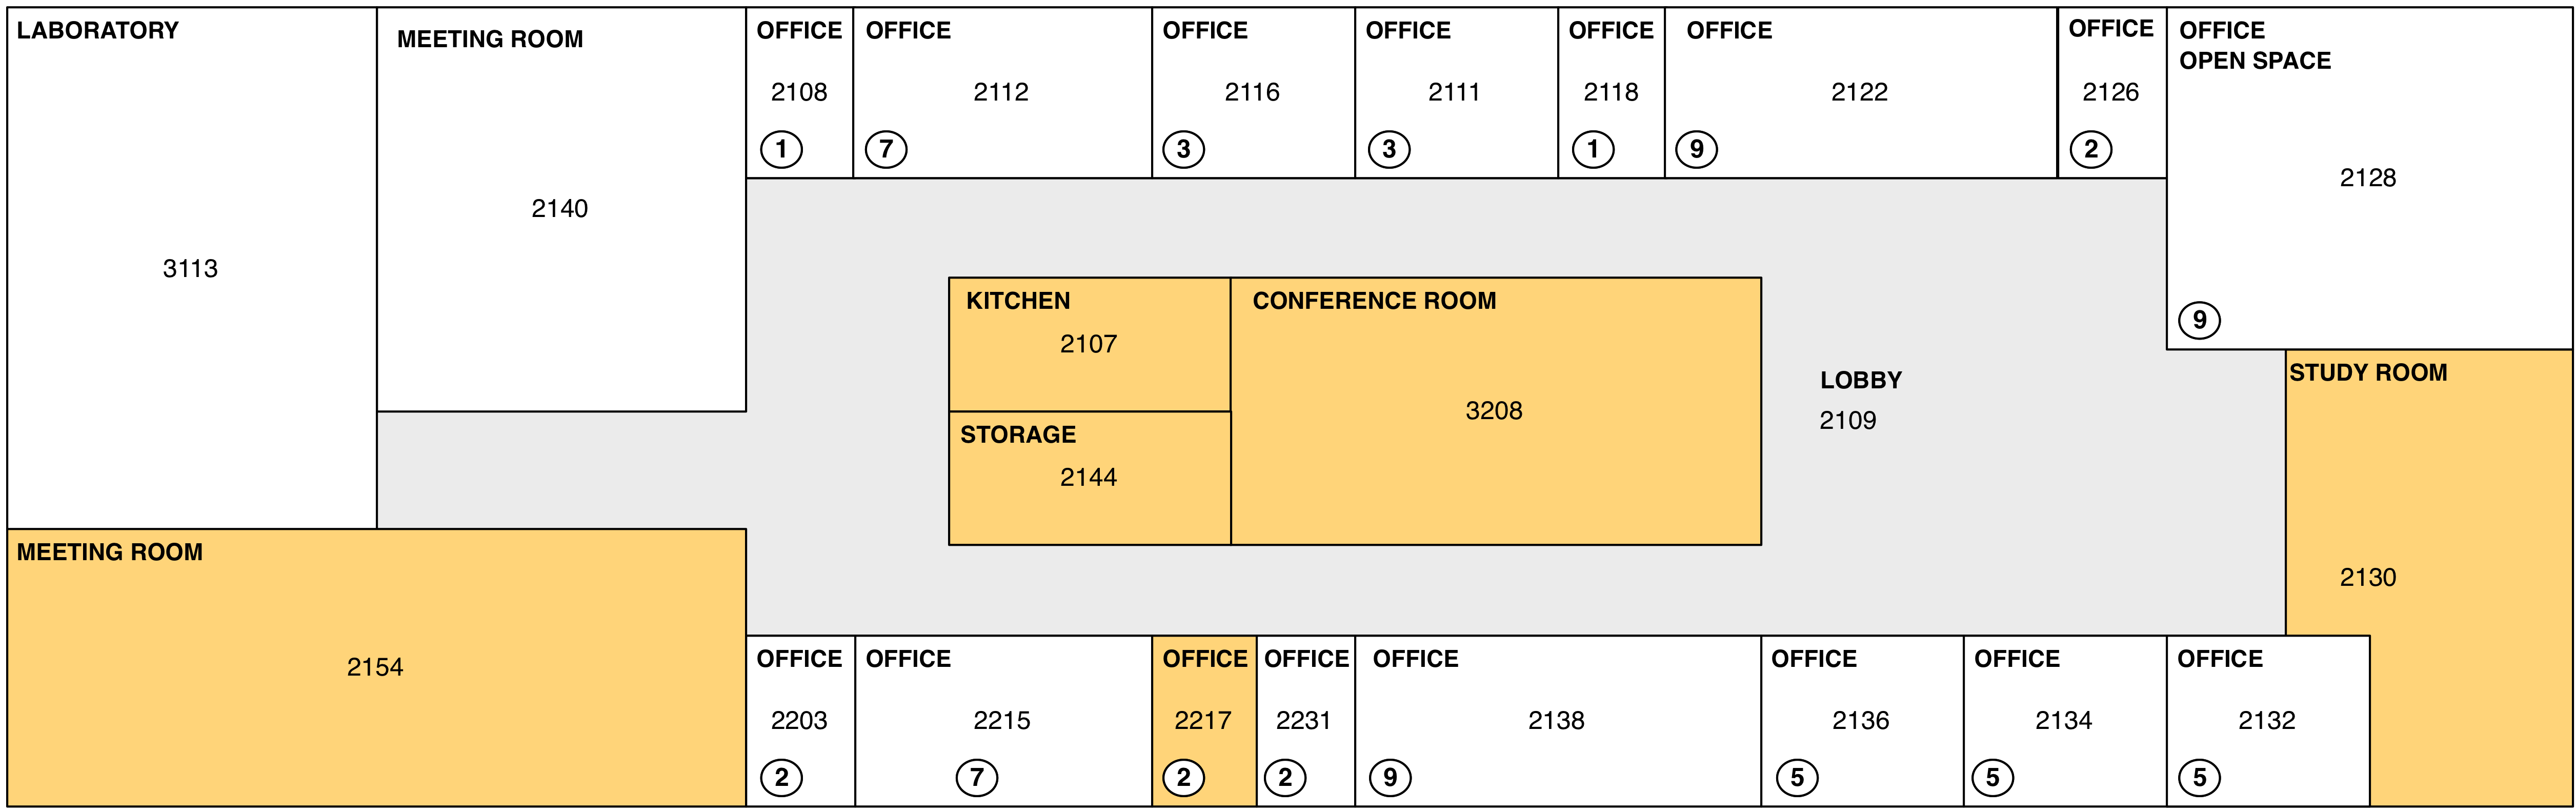 LABORATORY
3113
MEETING ROOM
2140
OFFICE
2108
1
OFFICE
2112
7
OFFICE
2116
3
OFFICE
2111
3
OFFICE
2118
1
OFFICE
2122
9
OFFICE
2126
2
OFFICE
OPEN SPACE
2128
9
KITCHEN
2107
CONFERENCE ROOM
3208
STORAGE
2144
LOBBY
2109
STUDY ROOM
2130
MEETING ROOM
2154
OFFICE
2203
2
OFFICE
2215
7
OFFICE
2217
2
OFFICE
2231
2
OFFICE
2138
9
OFFICE
2136
5
OFFICE
2134
5
OFFICE
2132
5